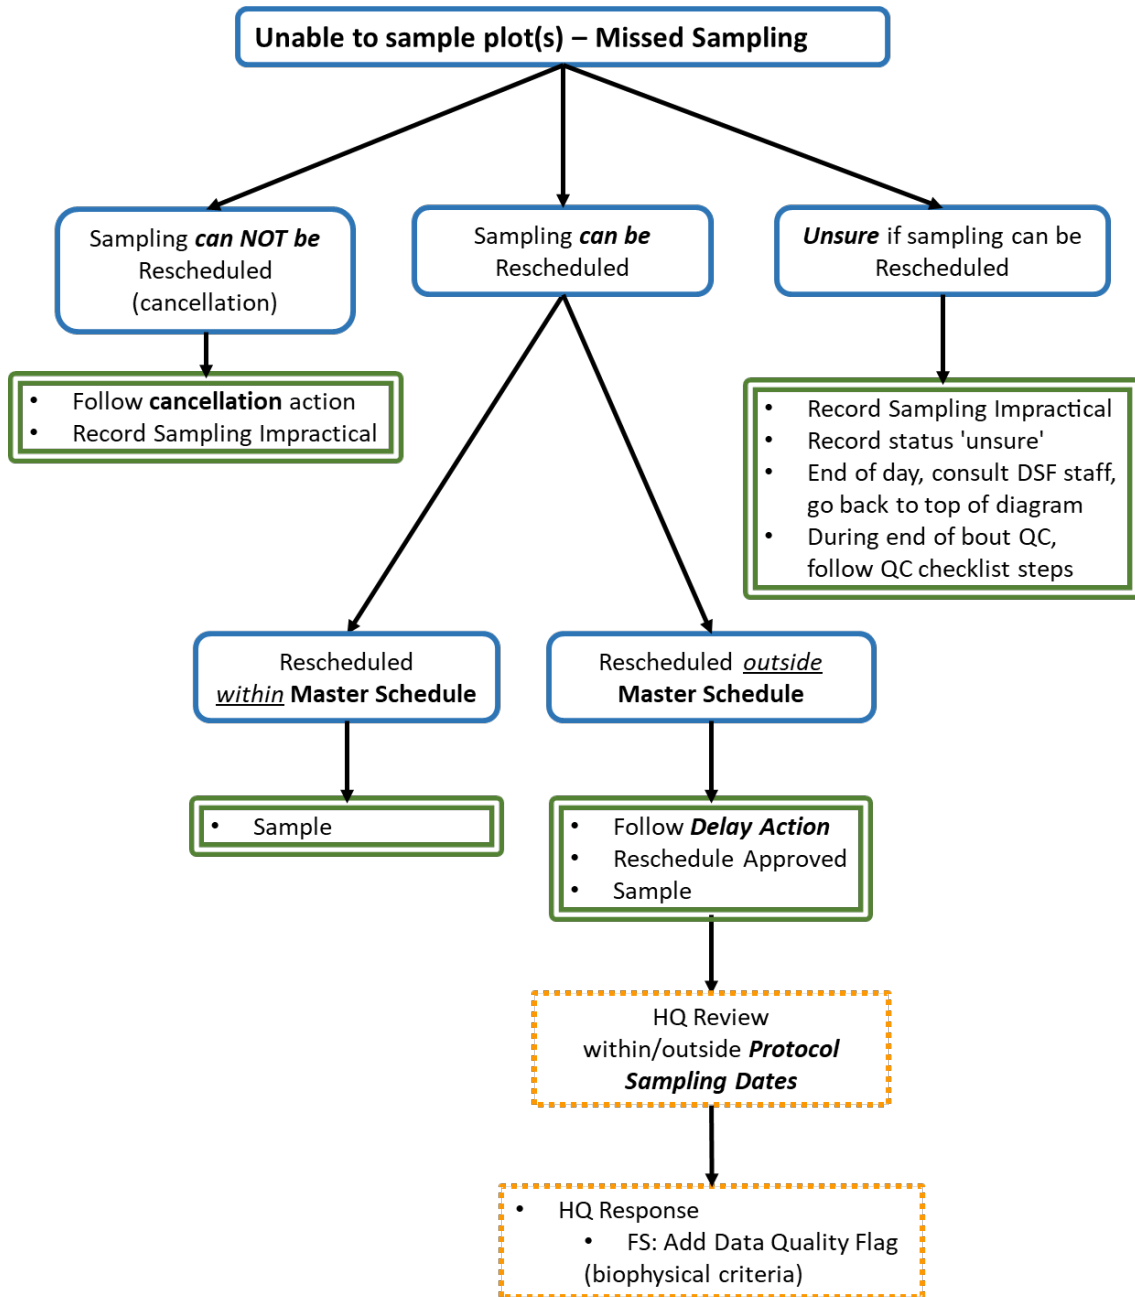 Unable to sample plot(s) – Missed Sampling
Sampling can NOT be
Rescheduled
(cancellation)
Sampling can be
Rescheduled
Unsure if sampling can be
Rescheduled
• Follow cancellation action
• Record Sampling Impractical
• Record Sampling Impractical
• Record status 'unsure'
• End of day, consult DSF staff,
go back to top of diagram
• During end of bout QC,
follow QC checklist steps
Rescheduled
within Master Schedule
Rescheduled outside
Master Schedule
• Sample
• Follow Delay Action
• Reschedule Approved
• Sample
HQ Review
within/outside Protocol
Sampling Dates
• HQ Response
• FS: Add Data Quality Flag
(biophysical criteria)